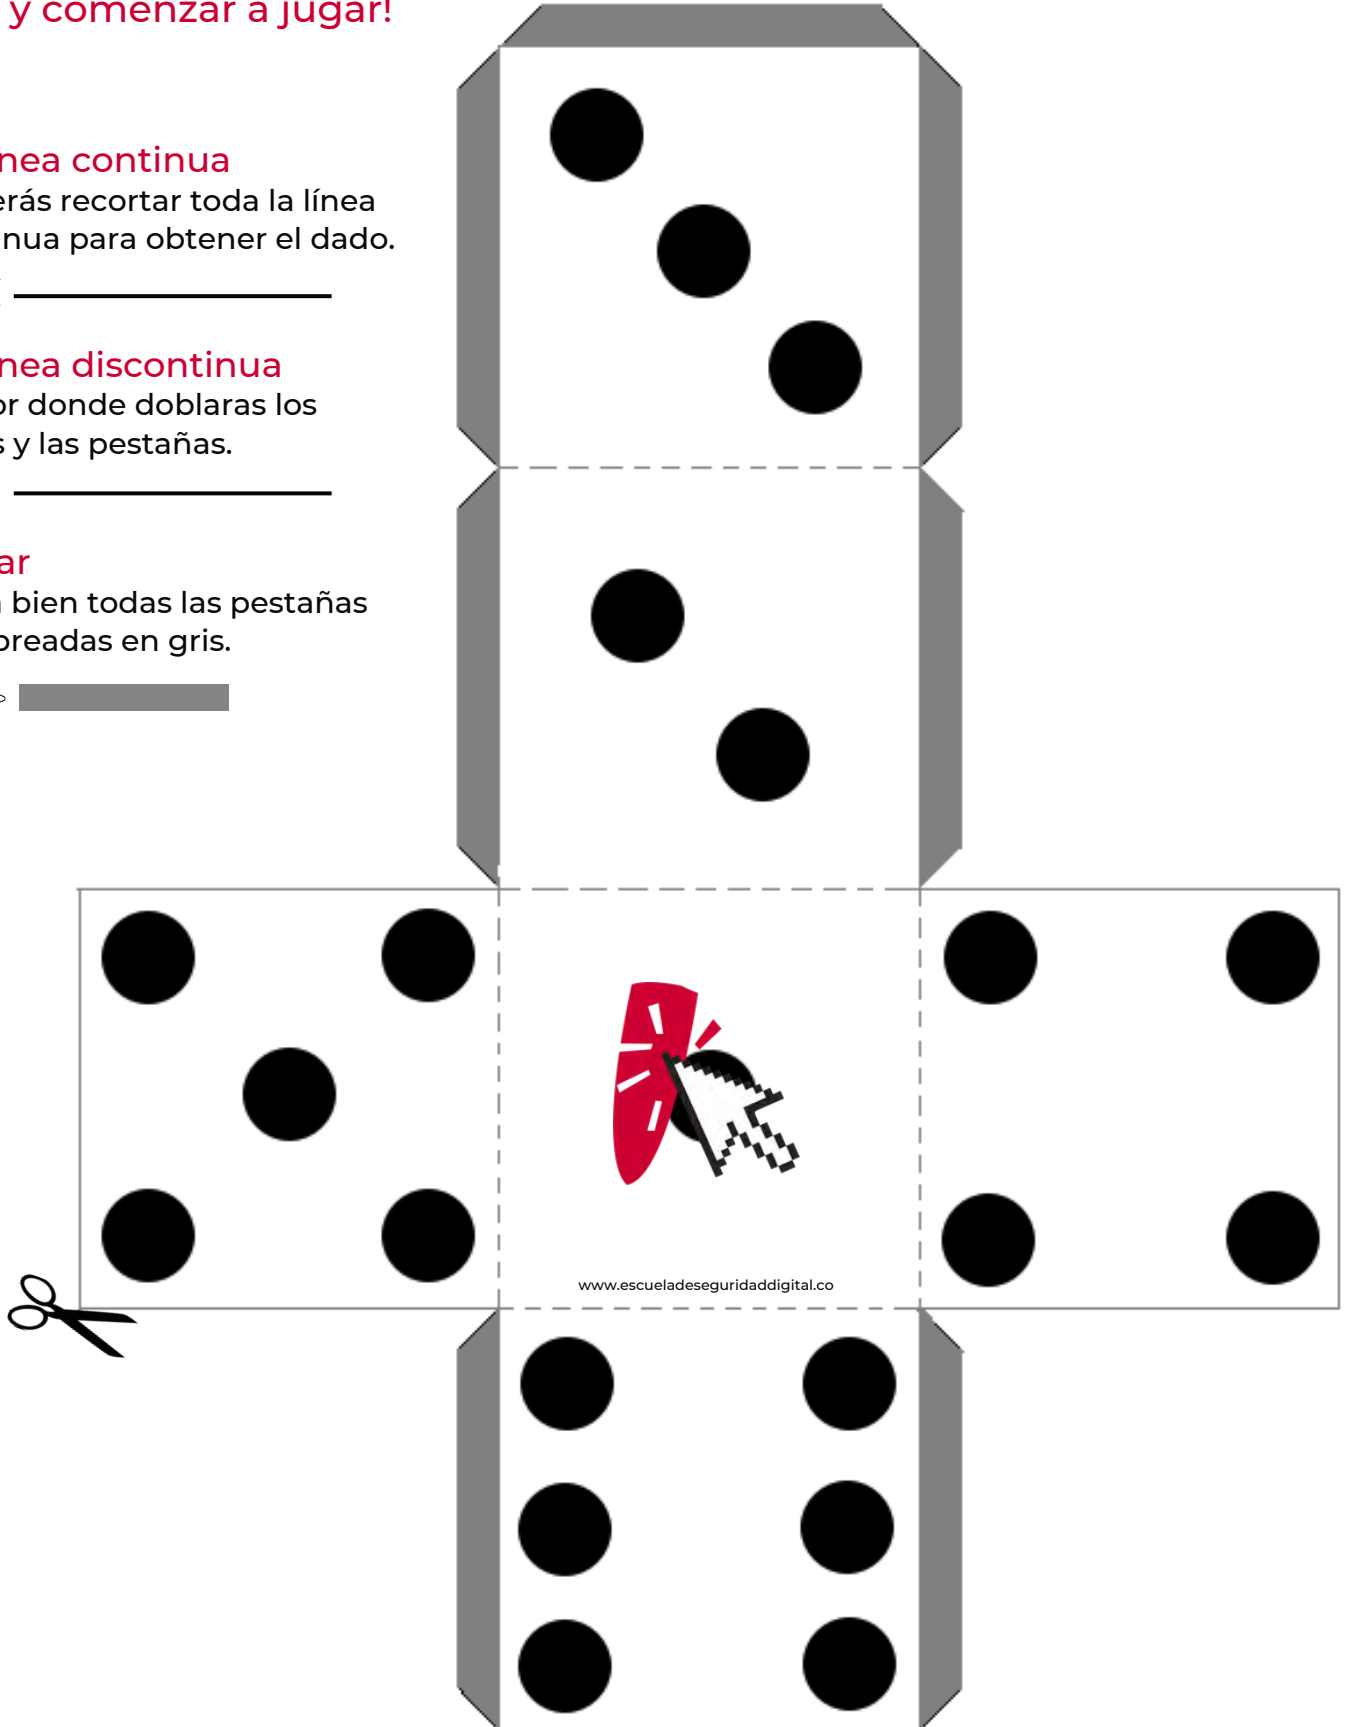 y comenzar a jugar!
nea continua
erás recortar toda la línea
nua para obtener el dado.
nea discontinua
or donde doblaras los
s y las pestañas.
ar
bien todas las pestañas
readas en gris.
www.escueladeseguridaddigital.co